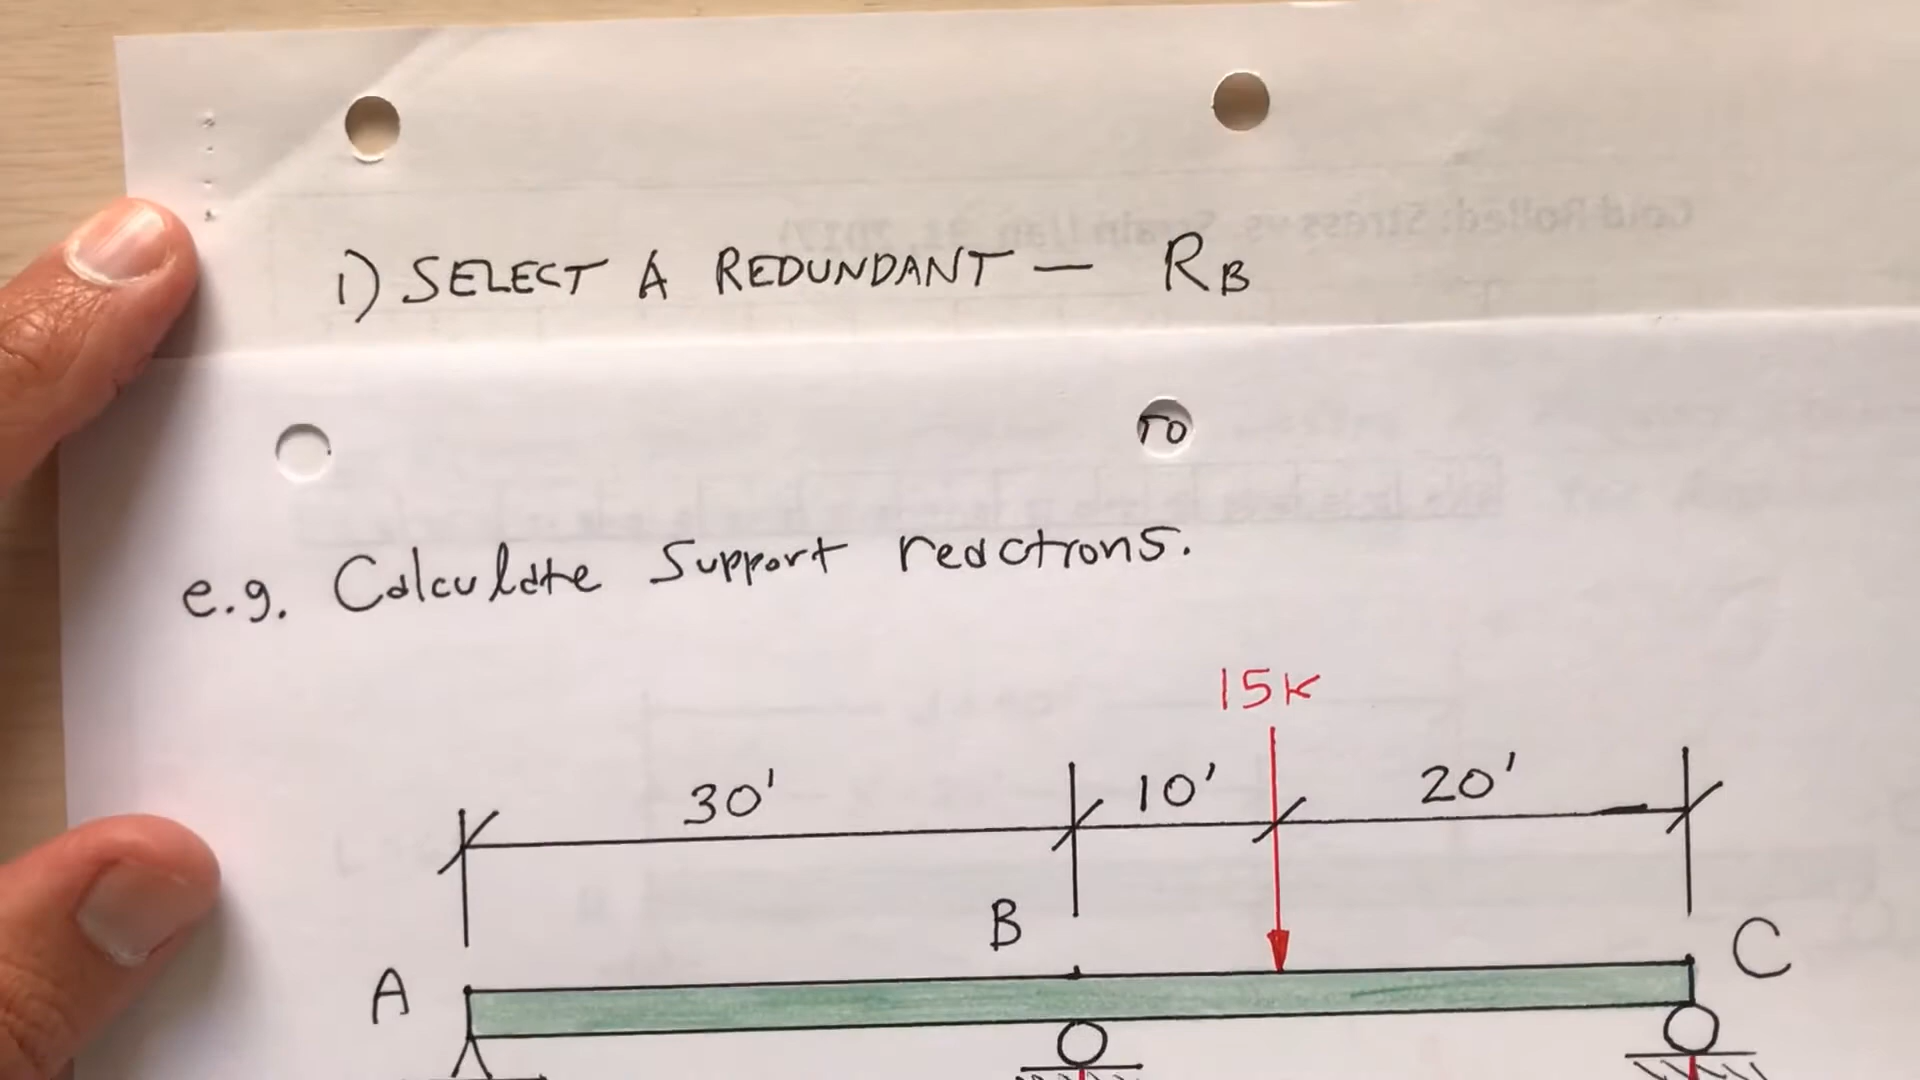 1) SELECT A REDUNDANT — RB
TO
e.g. Calculate Support reactions.
15K
30' 10' 20'
B
A C